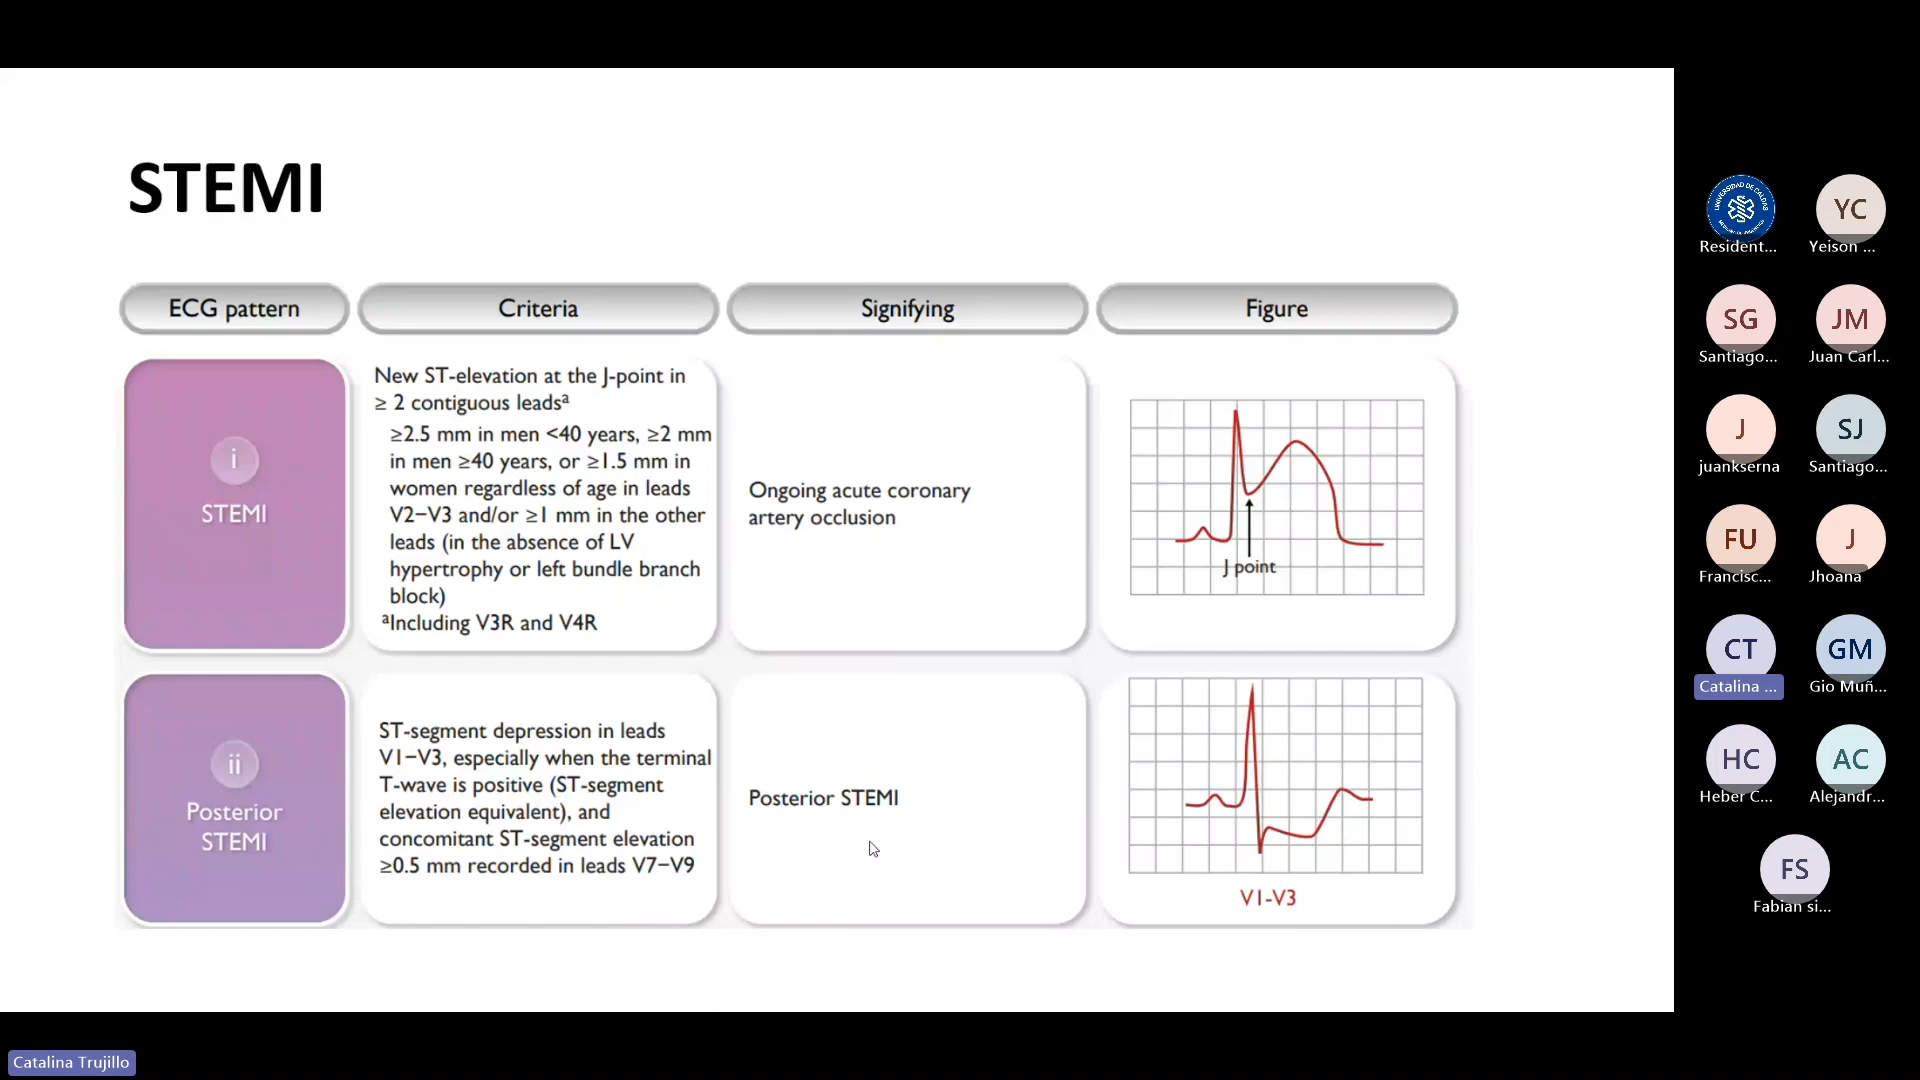 STEMI
ECG pattern
Criteria
Signifying
Figure
i
STEMI
New ST-elevation at the J-point in
≥ 2 contiguous leadsᵃ
≥2.5 mm in men <40 years, ≥2 mm
in men ≥40 years, or ≥1.5 mm in
women regardless of age in leads
V2−V3 and/or ≥1 mm in the other
leads (in the absence of LV
hypertrophy or left bundle branch
block)
ᵃIncluding V3R and V4R
Ongoing acute coronary
artery occlusion
J point
ii
Posterior
STEMI
ST-segment depression in leads
V1−V3, especially when the terminal
T-wave is positive (ST-segment
elevation equivalent), and
concomitant ST-segment elevation
≥0.5 mm recorded in leads V7−V9
Posterior STEMI
V1-V3
UNIVERSIDAD DE CALDAS
Resident...
YC
Yeison ...
SG
Santiago...
JM
Juan Carl...
J
juankserna
SJ
Santiago...
FU
Francisc...
J
Jhoana
CT
Catalina ...
GM
Gio Muñ...
HC
Heber C...
AC
Alejandr...
FS
Fabian si...
Catalina Trujillo